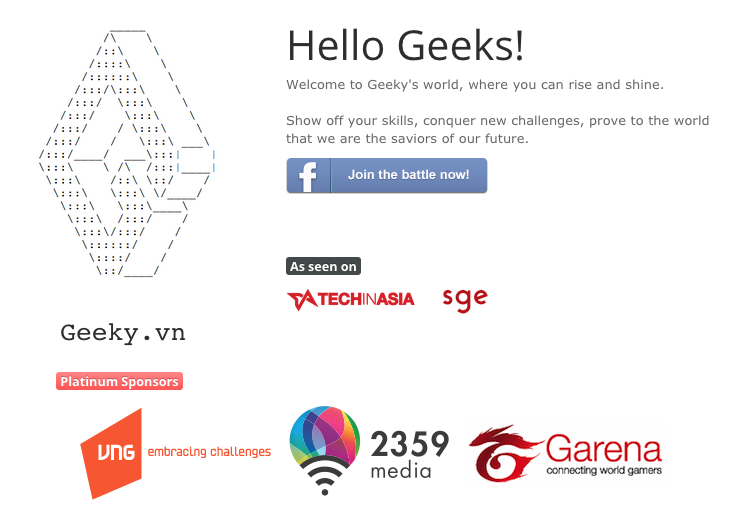 Hello Geeks!
Welcome to Geeky's world, where you can rise and shine.
Show off your skills, conquer new challenges, prove to the world
that we are the saviors of our future.
f Join the battle now!
As seen on
TECHINASIA sge
Geeky.vn
Platinum Sponsors
VNG embracing challenges
2359
media
Garena
connecting world gamers